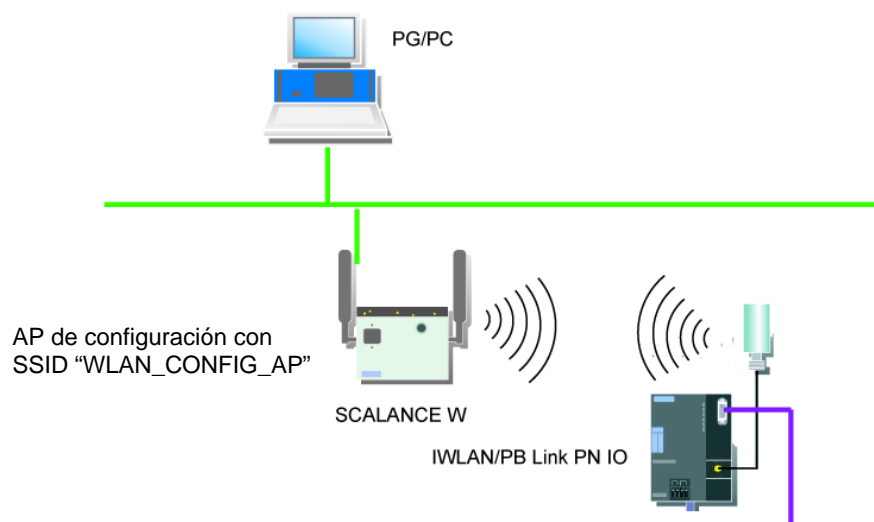 PG/PC
AP de configuración con
SSID “WLAN_CONFIG_AP”
SCALANCE W
IWLAN/PB Link PN IO